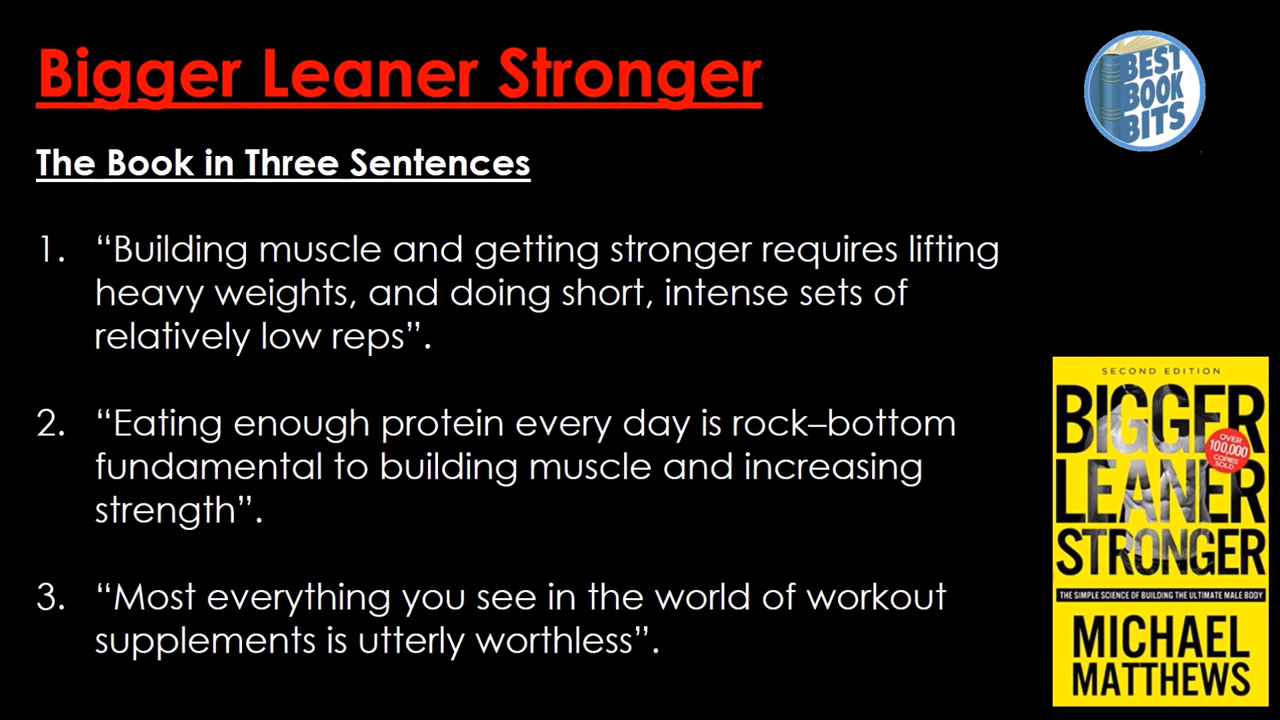 Bigger Leaner Stronger
BEST
BOOK
BITS
The Book in Three Sentences
1. “Building muscle and getting stronger requires lifting
heavy weights, and doing short, intense sets of
relatively low reps”.
2. “Eating enough protein every day is rock–bottom
fundamental to building muscle and increasing
strength”.
3. “Most everything you see in the world of workout
supplements is utterly worthless”.
SECOND EDITION
BIGGER
OVER
100,000
COPIES
SOLD
LEANER
STRONGER
THE SIMPLE SCIENCE OF BUILDING THE ULTIMATE MALE BODY
MICHAEL
MATTHEWS